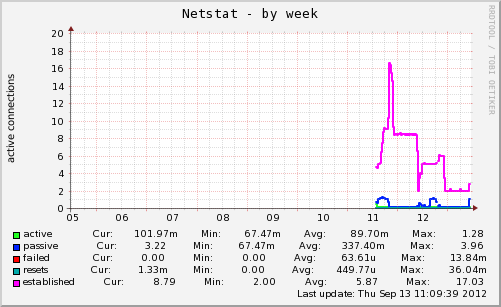 Netstat - by week
RRDTOOL / TOBI OETIKER
active connections
20
18
16
14
12
10
8
6
4
2
0
05 06 07 08 09 10 11 12
active Cur: 101.97m Min: 67.47m Avg: 89.70m Max: 1.28
passive Cur: 3.22 Min: 67.47m Avg: 337.40m Max: 3.96
failed Cur: 0.00 Min: 0.00 Avg: 63.61u Max: 13.84m
resets Cur: 1.33m Min: 0.00 Avg: 449.77u Max: 36.04m
established Cur: 8.79 Min: 2.00 Avg: 5.87 Max: 17.03
Last update: Thu Sep 13 11:09:39 2012